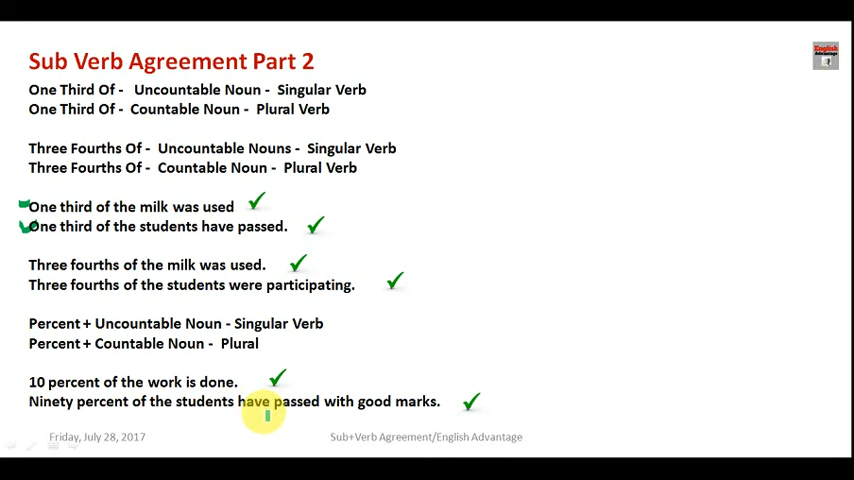 English
Advantage
Sub Verb Agreement Part 2
One Third Of - Uncountable Noun - Singular Verb
One Third Of - Countable Noun - Plural Verb
Three Fourths Of - Uncountable Nouns - Singular Verb
Three Fourths Of - Countable Noun - Plural Verb
One third of the milk was used
One third of the students have passed.
Three fourths of the milk was used.
Three fourths of the students were participating.
Percent + Uncountable Noun - Singular Verb
Percent + Countable Noun - Plural
10 percent of the work is done.
Ninety percent of the students have passed with good marks.
Friday, July 28, 2017
Sub+Verb Agreement/English Advantage